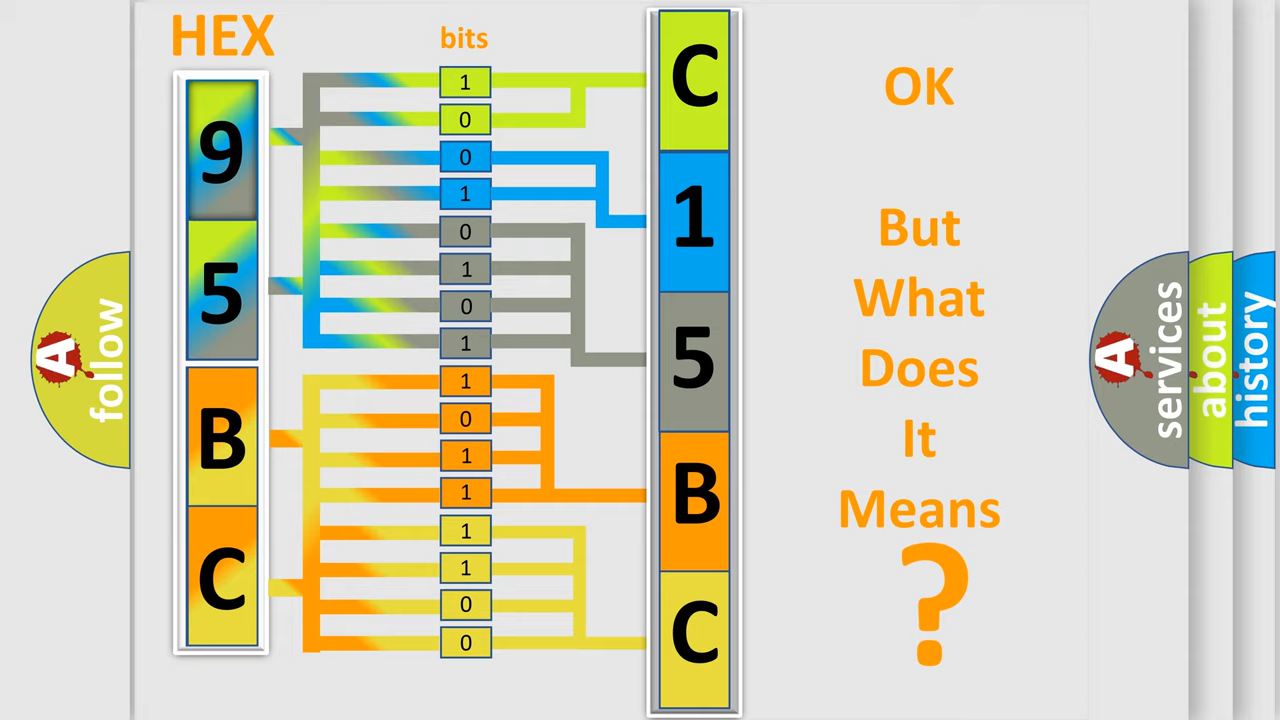 HEX
bits
9
5
B
C
1
0
0
1
0
1
0
1
1
0
1
1
1
1
0
0
C
1
5
B
C
OK
But
What
Does
It
Means
?
A
follow
A
services
about
history